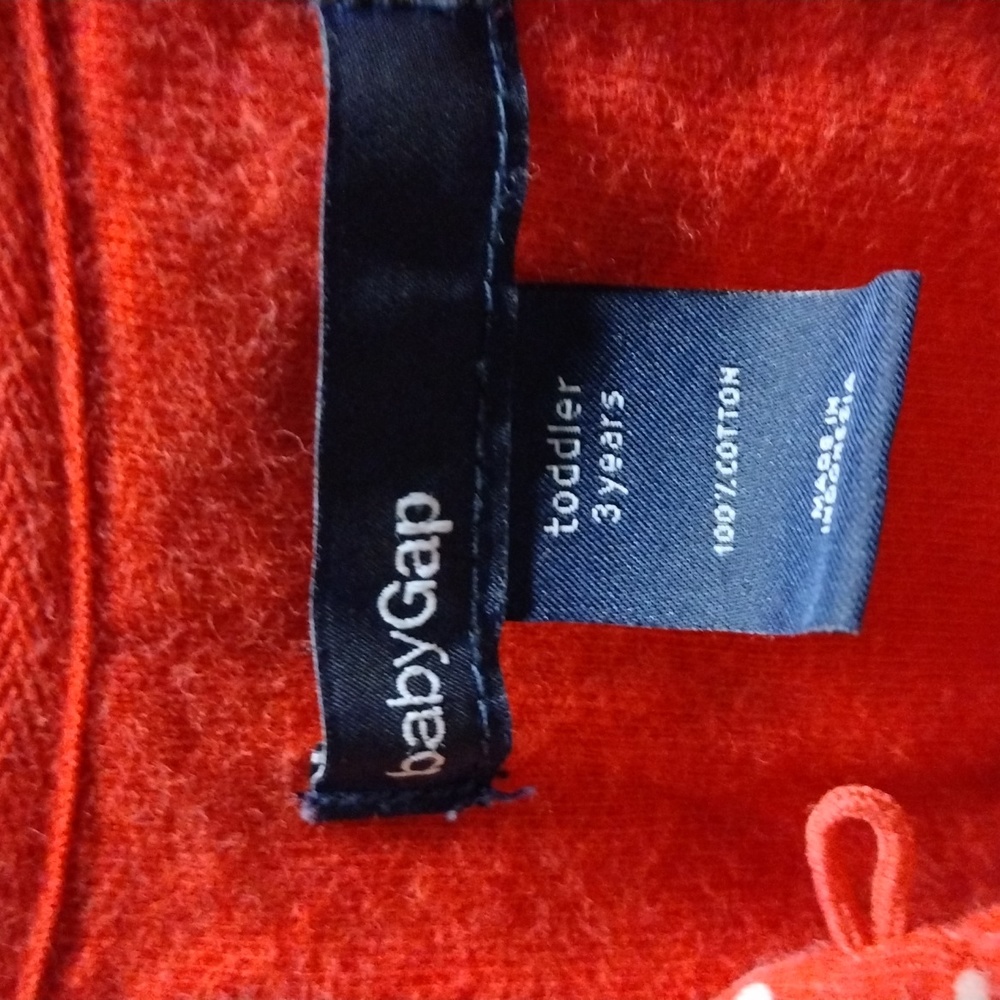 babyGap
toddler
3 years
100% COTTON
MADE IN
INDONESIA